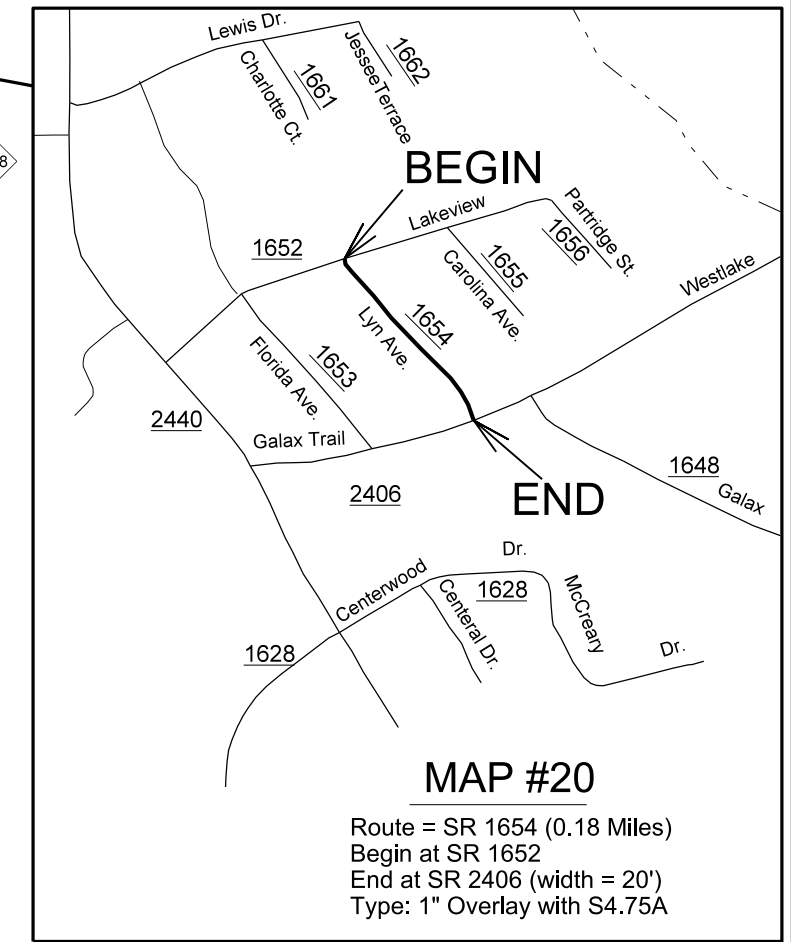 Lewis Dr.
Charlotte Ct.
1661
Jessee Terrace
1662
8
BEGIN
Lakeview
Partridge St.
1656
1652
1655
Carolina Ave.
Westlake
1654
Lyn Ave.
1653
Florida Ave.
2440
Galax Trail
2406
1648
Galax
END
Dr.
Centerwood
1628
Centeral Dr.
McCreary
Dr.
1628
MAP #20
Route = SR 1654 (0.18 Miles)
Begin at SR 1652
End at SR 2406 (width = 20')
Type: 1" Overlay with S4.75A